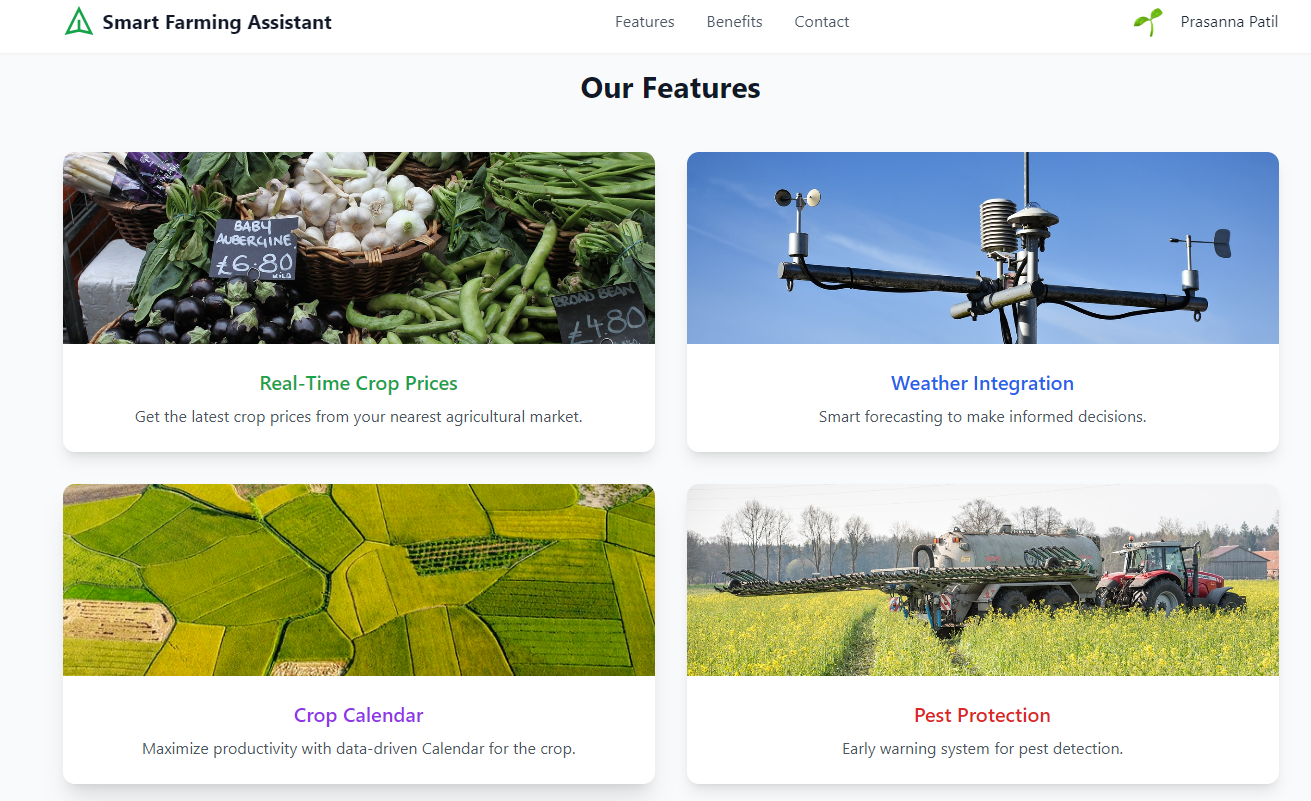 Smart Farming Assistant
Features
Benefits
Contact
Prasanna Patil
Our Features
BABY
AUBERGINE
£6.80
KILO
BROAD BEAN
£4.80
Real-Time Crop Prices
Get the latest crop prices from your nearest agricultural market.
Weather Integration
Smart forecasting to make informed decisions.
Crop Calendar
Maximize productivity with data-driven Calendar for the crop.
Pest Protection
Early warning system for pest detection.